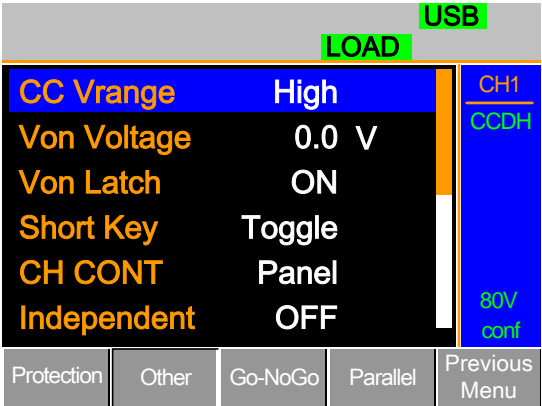 USB
LOAD
CC Vrange High
Von Voltage 0.0 V
Von Latch ON
Short Key Toggle
CH CONT Panel
Independent OFF
CH1
CCDH
80V
conf
Protection Other Go-NoGo Parallel Previous Menu